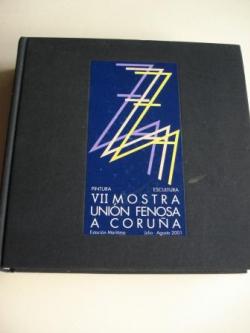 PINTURA ESCULTURA
VII MOSTRA
UNIÓN FENOSA
A CORUÑA
Estación Marítima Julio - Agosto 2001